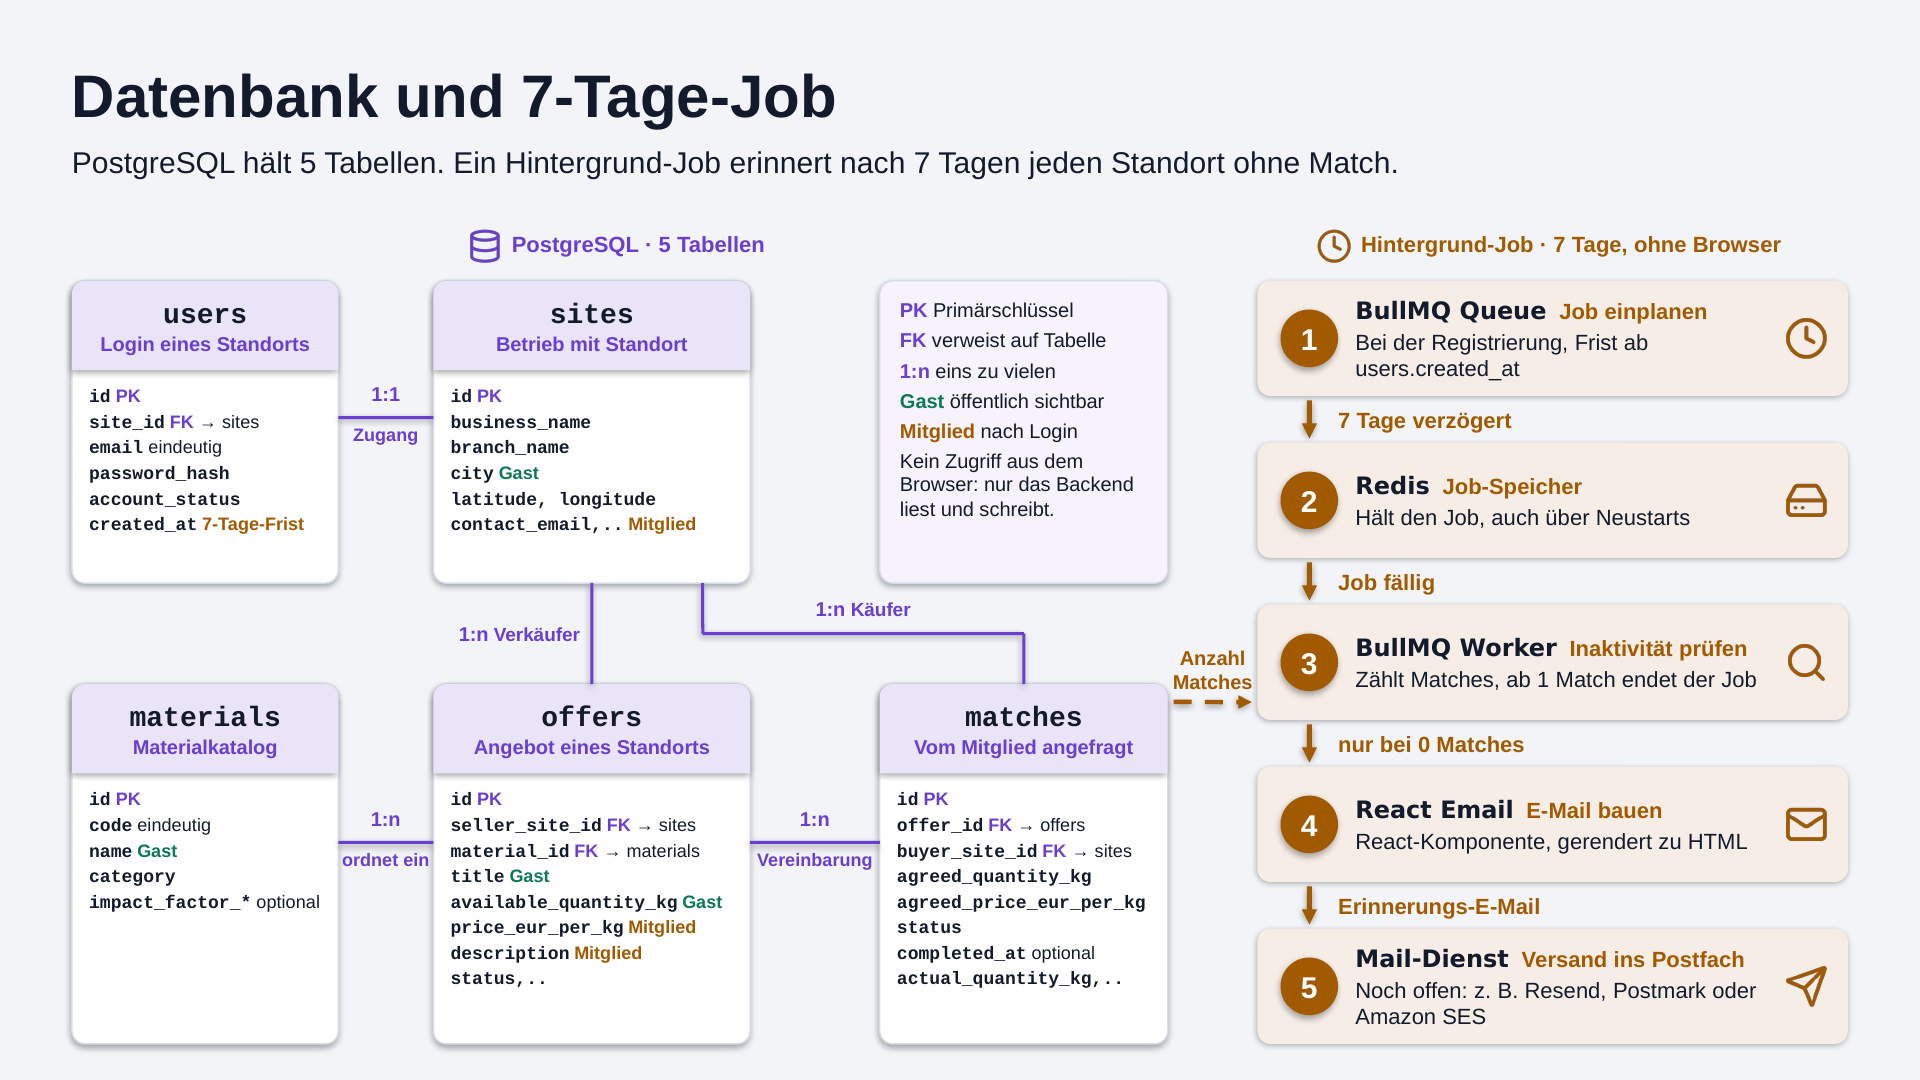 Datenbank und 7-Tage-Job
PostgreSQL hält 5 Tabellen. Ein Hintergrund-Job erinnert nach 7 Tagen jeden Standort ohne Match.
PostgreSQL · 5 Tabellen
users
Login eines Standorts
id PK
site_id FK → sites
email eindeutig
password_hash
account_status
created_at 7-Tage-Frist
1:1
Zugang
sites
Betrieb mit Standort
id PK
business_name
branch_name
city Gast
latitude, longitude
contact_email,.. Mitglied
PK Primärschlüssel
FK verweist auf Tabelle
1:n eins zu vielen
Gast öffentlich sichtbar
Mitglied nach Login
Kein Zugriff aus dem
Browser: nur das Backend
liest und schreibt.
1:n Verkäufer
1:n Käufer
materials
Materialkatalog
id PK
code eindeutig
name Gast
category
impact_factor_* optional
1:n
ordnet ein
offers
Angebot eines Standorts
id PK
seller_site_id FK → sites
material_id FK → materials
title Gast
available_quantity_kg Gast
price_eur_per_kg Mitglied
description Mitglied
status,..
1:n
Vereinbarung
matches
Vom Mitglied angefragt
id PK
offer_id FK → offers
buyer_site_id FK → sites
agreed_quantity_kg
agreed_price_eur_per_kg
status
completed_at optional
actual_quantity_kg,..
Anzahl
Matches
Hintergrund-Job · 7 Tage, ohne Browser
1
BullMQ Queue Job einplanen
Bei der Registrierung, Frist ab
users.created_at
7 Tage verzögert
2
Redis Job-Speicher
Hält den Job, auch über Neustarts
Job fällig
3
BullMQ Worker Inaktivität prüfen
Zählt Matches, ab 1 Match endet der Job
nur bei 0 Matches
4
React Email E-Mail bauen
React-Komponente, gerendert zu HTML
Erinnerungs-E-Mail
5
Mail-Dienst Versand ins Postfach
Noch offen: z. B. Resend, Postmark oder
Amazon SES